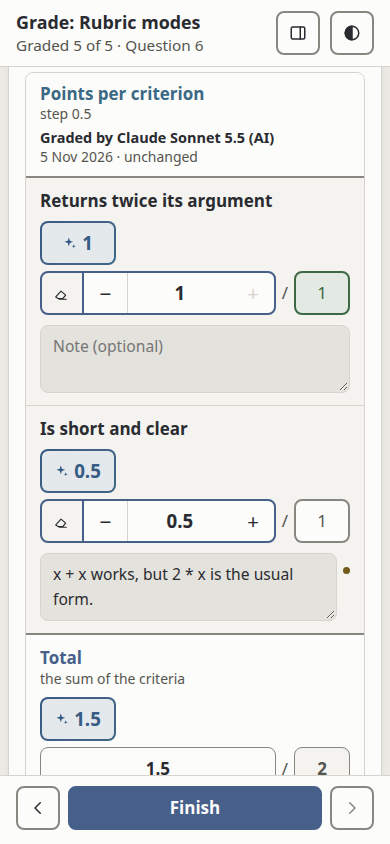 Grade: Rubric modes
Graded 5 of 5 · Question 6
Points per criterion
step 0.5
Graded by Claude Sonnet 5.5 (AI)
5 Nov 2026 · unchanged
Returns twice its argument
1
− 1 + / 1
Note (optional)
Is short and clear
0.5
− 0.5 + / 1
x + x works, but 2 * x is the usual
form.
Total
the sum of the criteria
1.5
1.5 / 2
Finish